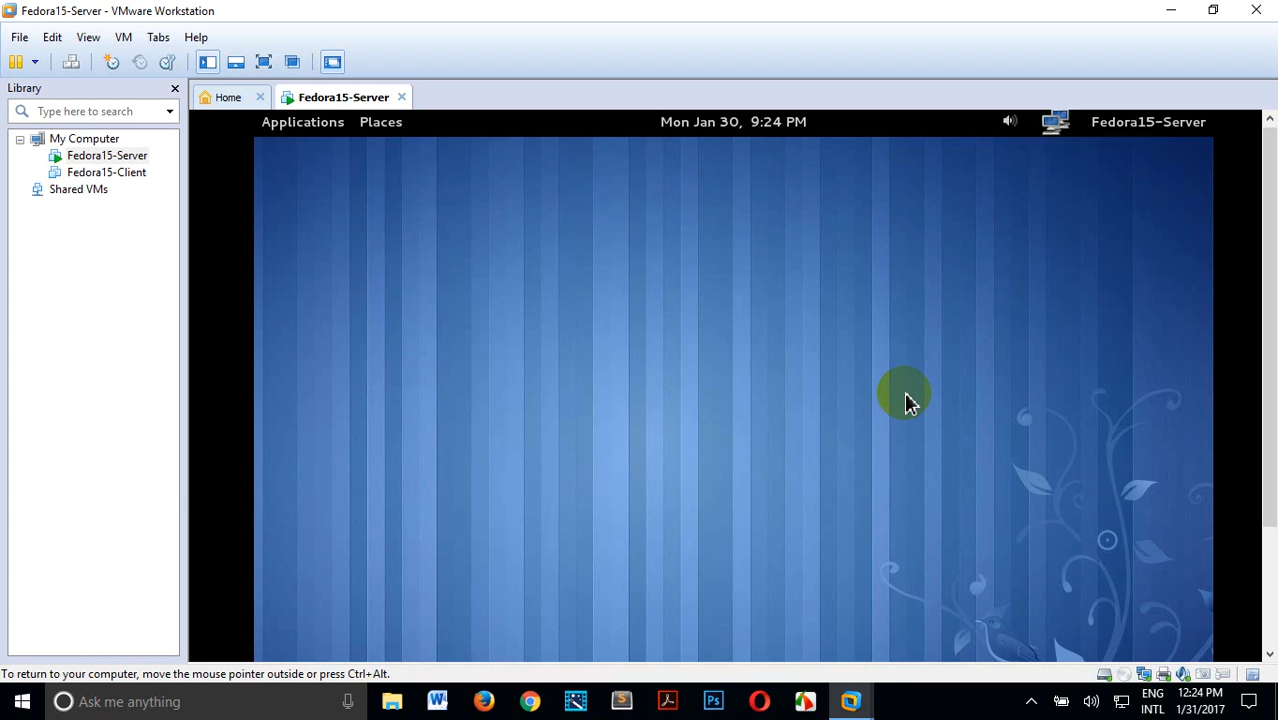 Fedora15-Server - VMware Workstation
File Edit View VM Tabs Help
Library
Type here to search
My Computer
Fedora15-Server
Fedora15-Client
Shared VMs
Home
Fedora15-Server
Applications Places Mon Jan 30, 9:24 PM Fedora15-Server
To return to your computer, move the mouse pointer outside or press Ctrl+Alt.
Ask me anything
ENG
INTL
12:24 PM
1/31/2017